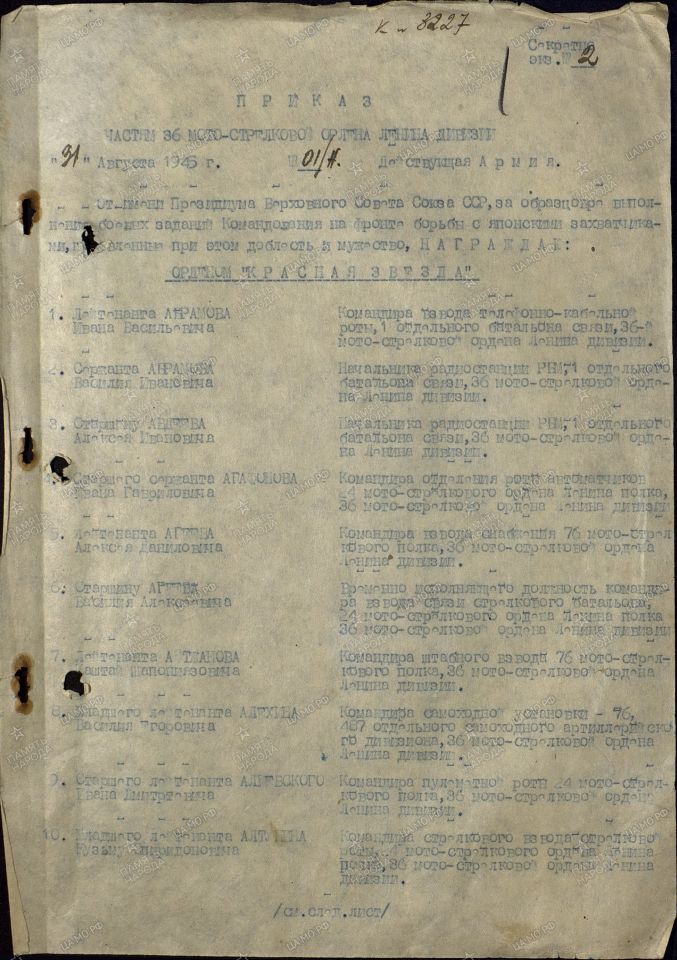 К и 3227
Секретно
экз. № 2
ПРИКАЗ
ЧАСТЯМ 36 МОТО-СТРЕЛКОВОЙ ОРДЕНА ЛЕНИНА ДИВИЗИИ
"31" Августа 1945 г. № 01/Н. Действующая Армия.
От имени Президиума Верховного Совета Союза ССР, за образцовое выпол-
нение боевых заданий Командования на фронте борьбы с японскими захватчика-
ми, при этом доблесть и мужество, НАГРАЖДАЮ:
ОРДЕНОМ "КРАСНАЯ ЗВЕЗДА"
1. Лейтенанта АБРАМОВА Командира взвода телефонно-кабельной
Ивана Васильевича роты, 1 отдельного батальона связи, 36-й
мото-стрелковой ордена Ленина дивизии.
2. Сержанта АБРАМОВА Начальника радиостанции РБМ, 1 отдельного
Василия Ивановича батальона связи, 36 мото-стрелковой орде-
на Ленина дивизии.
3. Старшину АВДЕЕВА Начальника радиостанции РБМ, 1 отдельного
Алексея Ивановича батальона связи, 36 мото-стрелковой орде-
на Ленина дивизии.
4. Старшего сержанта АГАФОНОВА Командира отделения роты автоматчиков
Ивана Гавриловича 24 мото-стрелкового ордена Ленина полка,
36 мото-стрелковой ордена Ленина дивизии
5. Лейтенанта АГЕЕВА Командира взвода снабжения 76 мото-стрел
Алексея Даниловича кового полка, 36 мото-стрелковой ордена
Ленина дивизии.
6. Старшину Временно исполняющего должность команди-
Василия Алексеевича ра взвода связи стрелкового батальона,
24 мото-стрелкового ордена Ленина полка
36 мото-стрелковой ордена Ленина дивизии
7. Лейтенанта Командира штабного взвода 76 мото-стрел-
кового полка, 36 мото-стрелковой ордена
Ленина дивизии.
8. Младшего лейтенанта АЛЕХИНА Командира самоходной установки - 76,
Василия Егоровича 487 отдельного самоходного артиллерийско
го дивизиона, 36 мото-стрелковой ордена
Ленина дивизии.
9. Старшего лейтенанта АЛИЕВСКОГО Командира пулеметной роты 24 мото-стрел-
Ивана Дмитриевича кового полка, 36 мото-стрелковой ордена
Ленина дивизии.
10. Младшего лейтенанта Командира стрелкового взвода стрелковой
Кузьму Спиридоновича роты, 24 мото-стрелкового ордена Ленина
полка, 36 мото-стрелковой ордена Ленина
дивизии.
/см.след.лист/